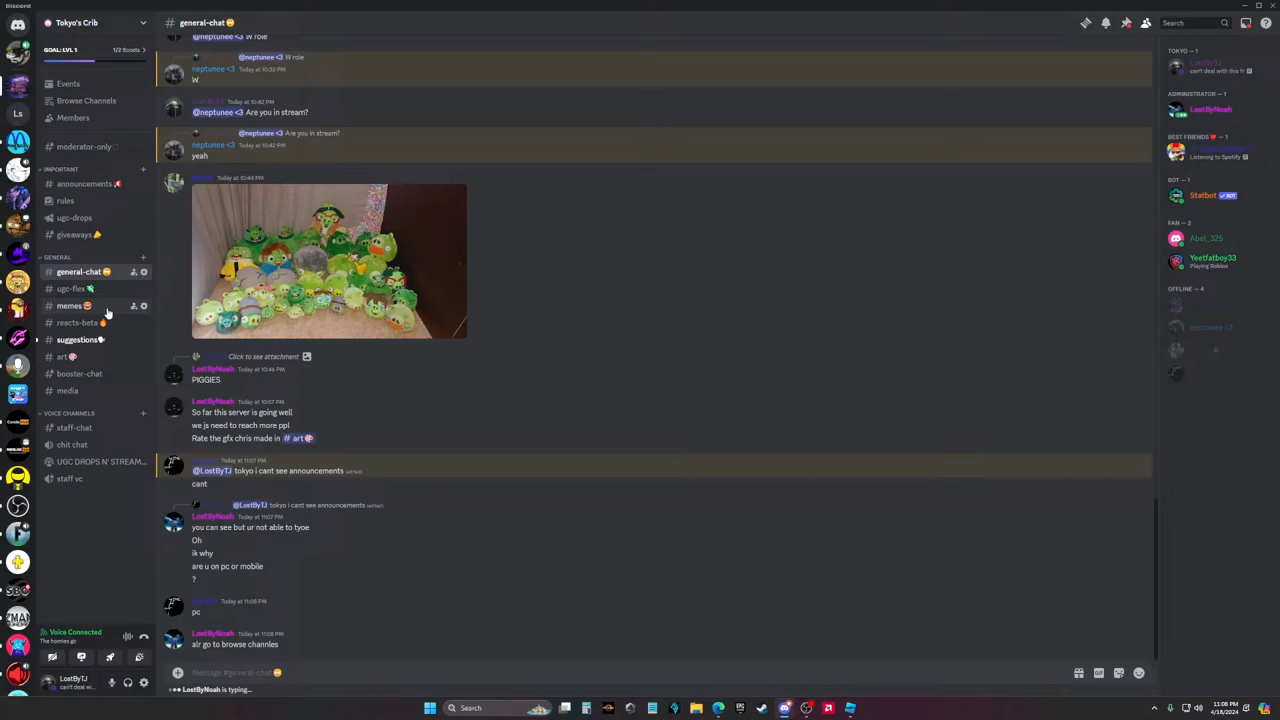 Discord
Tokyo's Crib
GOAL: LVL 1
1/2 Boosts
Events
Browse Channels
Members
moderator-only
IMPORTANT
announcements
rules
ugc-drops
giveaways
GENERAL
general-chat
ugc-flex
memes
reacts-beta
suggestions
art
booster-chat
media
VOICE CHANNELS
staff-chat
chit chat
UGC DROPS N' STREAM...
staff vc
Voice Connected
The homies gc
LostByTJ
can't deal wi...
general-chat
@neptunee <3 W role
@neptunee <3 W role
neptunee <3 Today at 10:32 PM
W
Today at 10:42 PM
@neptunee <3 Are you in stream?
@neptunee <3 Are you in stream?
neptunee <3 Today at 10:42 PM
yeah
Today at 10:44 PM
Click to see attachment
LostByNoah Today at 10:46 PM
PIGGIES
LostByNoah Today at 10:57 PM
So far this server is going well
we js need to reach more ppl
Rate the gfx chris made in # art
Today at 11:07 PM
@LostByTJ tokyo i cant see announcements (edited)
cant
@LostByTJ tokyo i cant see announcements (edited)
LostByNoah Today at 11:07 PM
you can see but ur not able to tyoe
Oh
ik why
are u on pc or mobile
?
Today at 11:08 PM
pc
LostByNoah Today at 11:08 PM
alr go to browse channles
Message #general-chat
LostByNoah is typing...
Search
TOKYO — 1
LostByTJ
can't deal with this fr
ADMINISTRATOR — 1
LostByNoah
BEST FRIENDS — 1
Listening to Spotify
BOT — 1
Statbot BOT
FAN — 2
Abel_325
Yeetfatboy33
Playing Roblox
OFFLINE — 4
neptunee <3
Ls
Search
11:08 PM
4/18/2024